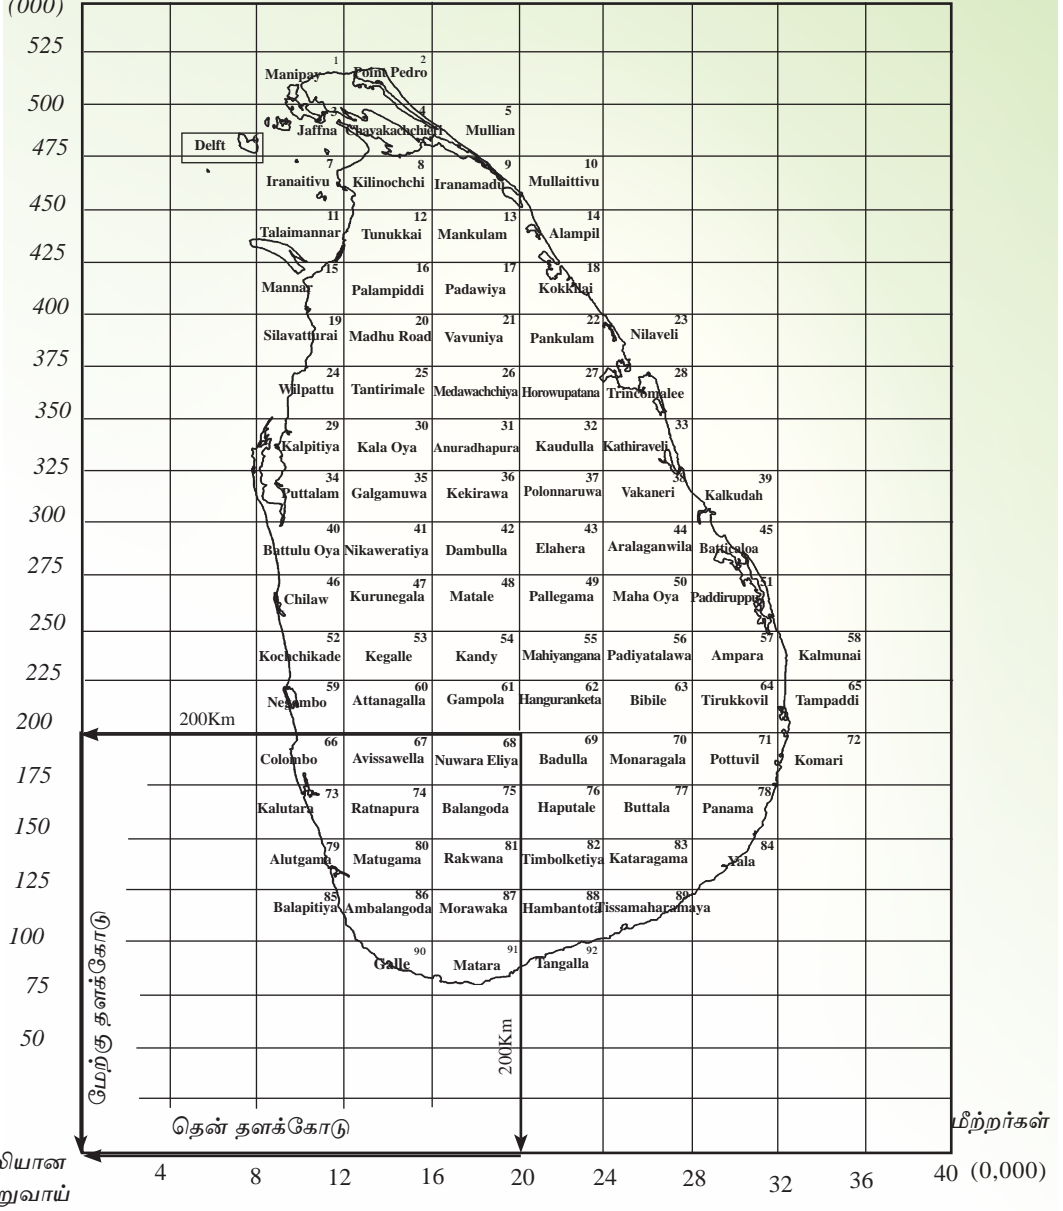 (000)
525
1 2
Manipay Point Pedro
500
3 4 5
Jaffna Chavakachcheri Mullian
Delft
475
7 8 9 10
Iranaitivu Kilinochchi Iranamadu Mullaittivu
450
11 12 13 14
Talaimannar Tunukkai Mankulam Alampil
425
15 16 17 18
Mannar Palampiddi Padawiya Kokkilai
400
19 20 21 22 23
Silavatturai Madhu Road Vavuniya Pankulam Nilaveli
375
24 25 26 27 28
Wilpattu Tantirimale Medawachchiya Horowupatana Trincomalee
350
29 30 31 32 33
Kalpitiya Kala Oya Anuradhapura Kaudulla Kathiraveli
325
34 35 36 37 38 39
Puttalam Galgamuwa Kekirawa Polonnaruwa Vakaneri Kalkudah
300
40 41 42 43 44 45
Battulu Oya Nikaweratiya Dambulla Elahera Aralaganwila Batticaloa
275
46 47 48 49 50 51
Chilaw Kurunegala Matale Pallegama Maha Oya Paddiruppu
250
52 53 54 55 56 57 58
Kochchikade Kegalle Kandy Mahiyangana Padiyatalawa Ampara Kalmunai
225
59 60 61 62 63 64 65
Negombo Attanagalla Gampola Hanguranketa Bibile Tirukkovil Tampaddi
200
200Km
66 67 68 69 70 71 72
Colombo Avissawella Nuwara Eliya Badulla Monaragala Pottuvil Komari
175
73 74 75 76 77 78
Kalutara Ratnapura Balangoda Haputale Buttala Panama
150
79 80 81 82 83 84
Alutgama Matugama Rakwana Timbolketiya Kataragama Yala
125
85 86 87 88 89
Balapitiya Ambalangoda Morawaka Hambantota Tissamaharamaya
100
90 91 92
Galle Matara Tangalla
75
50
மேற்கு தளக்கோடு
200Km
தென் தளக்கோடு
மீற்றர்கள்
4 8 12 16 20 24 28 32 36 40 (0,000)